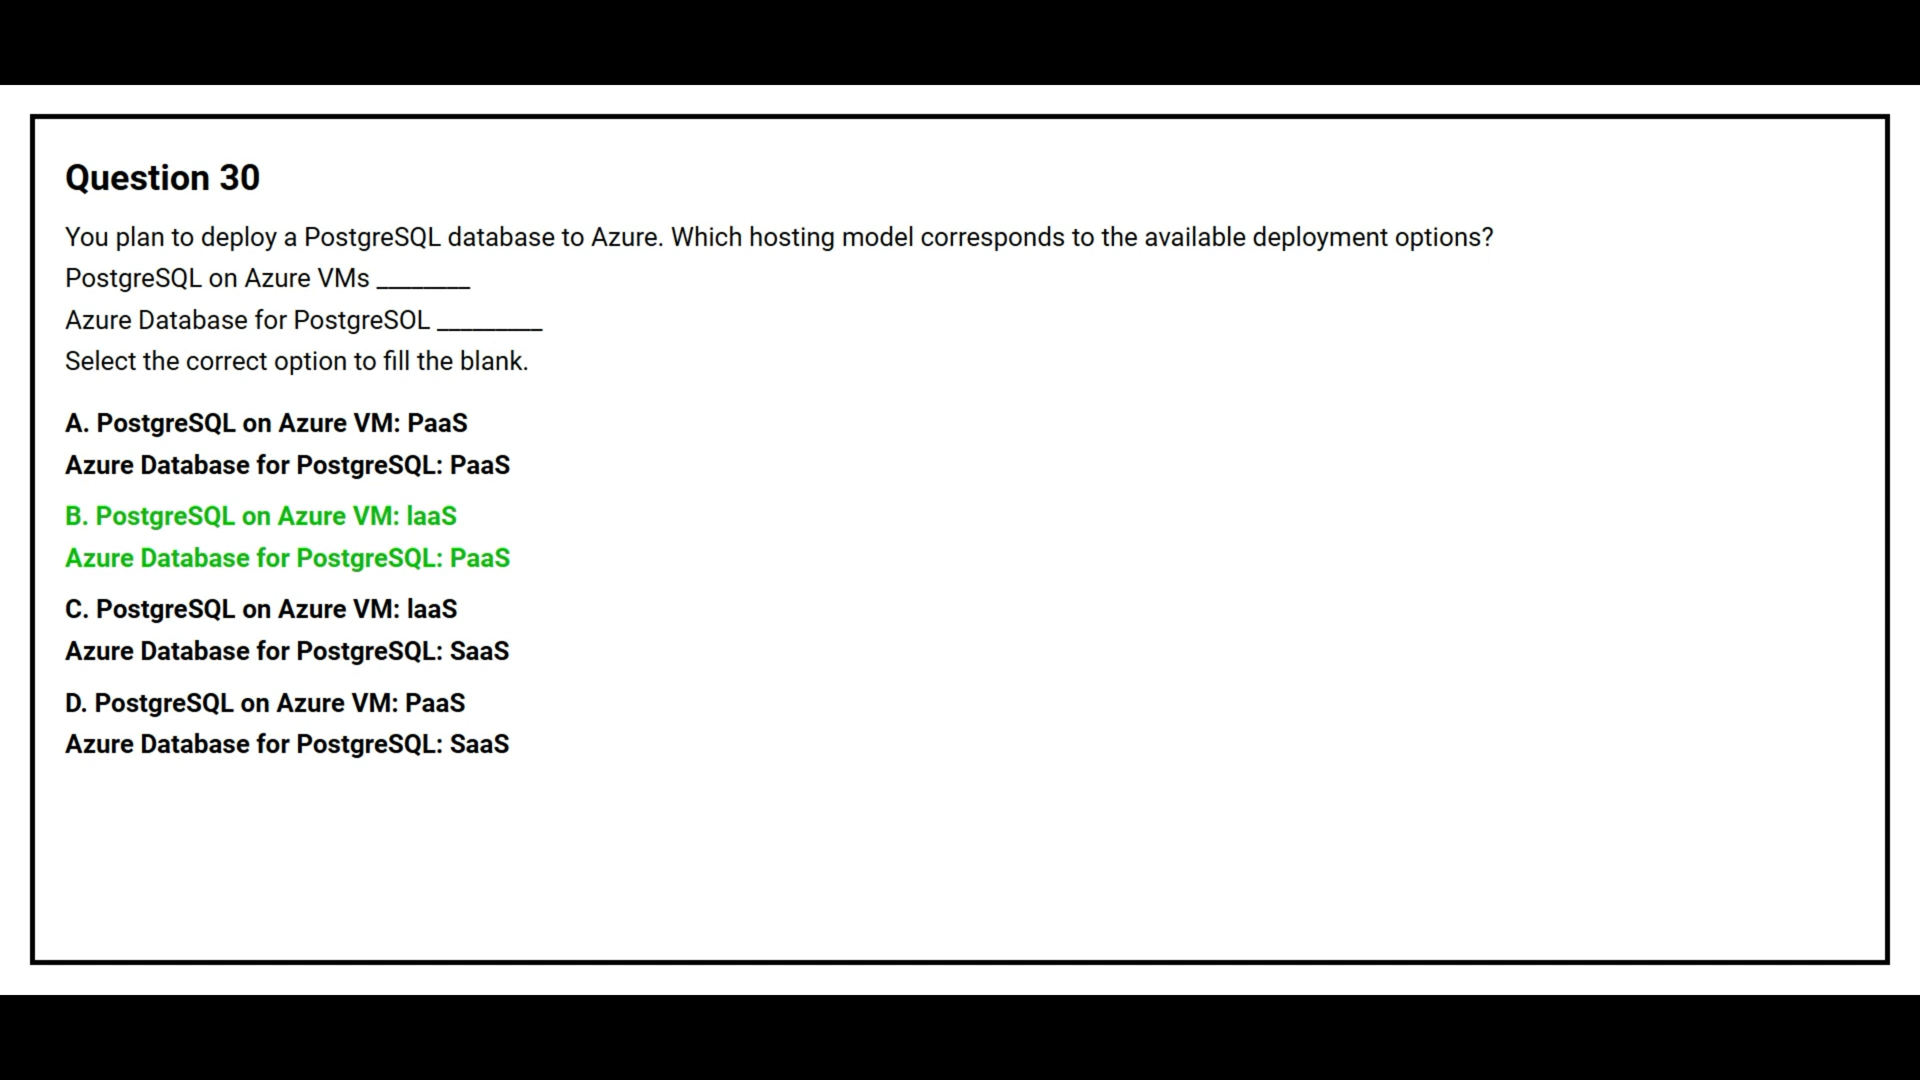 Question 30
You plan to deploy a PostgreSQL database to Azure. Which hosting model corresponds to the available deployment options?
PostgreSQL on Azure VMs ________
Azure Database for PostgreSOL _________
Select the correct option to fill the blank.
A. PostgreSQL on Azure VM: PaaS
Azure Database for PostgreSQL: PaaS
B. PostgreSQL on Azure VM: laaS
Azure Database for PostgreSQL: PaaS
C. PostgreSQL on Azure VM: laaS
Azure Database for PostgreSQL: SaaS
D. PostgreSQL on Azure VM: PaaS
Azure Database for PostgreSQL: SaaS